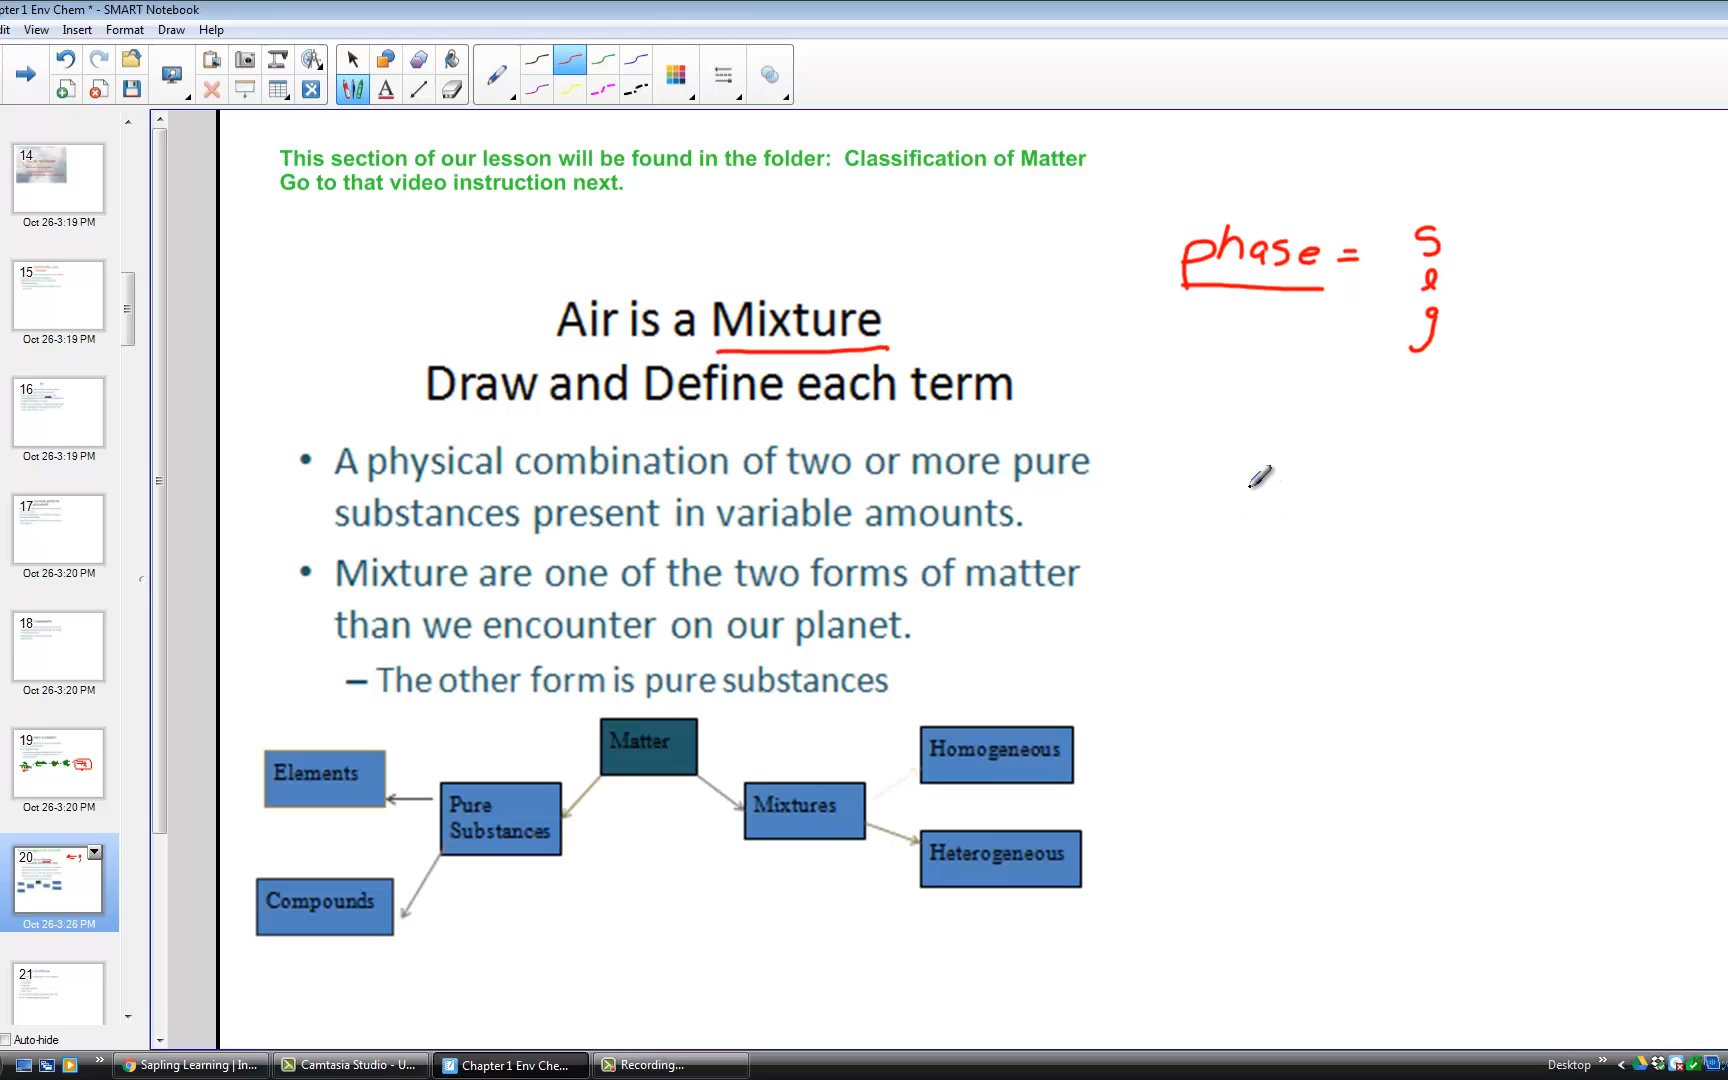 pter 1 Env Chem * - SMART Notebook
dit View Insert Format Draw Help
14
Oct 26-3:19 PM
15
Oct 26-3:19 PM
16
Oct 26-3:19 PM
17
Oct 26-3:20 PM
18
Oct 26-3:20 PM
19
Oct 26-3:20 PM
20
Oct 26-3:26 PM
21
Auto-hide
This section of our lesson will be found in the folder: Classification of Matter
Go to that video instruction next.
phase = s
l
g
Air is a Mixture
Draw and Define each term
• A physical combination of two or more pure
substances present in variable amounts.
• Mixture are one of the two forms of matter
than we encounter on our planet.
– The other form is pure substances
Matter
Elements
Pure
Substances
Compounds
Mixtures
Homogeneous
Heterogeneous
Sapling Learning | In...
Camtasia Studio - U...
Chapter 1 Env Che...
Recording...
Desktop